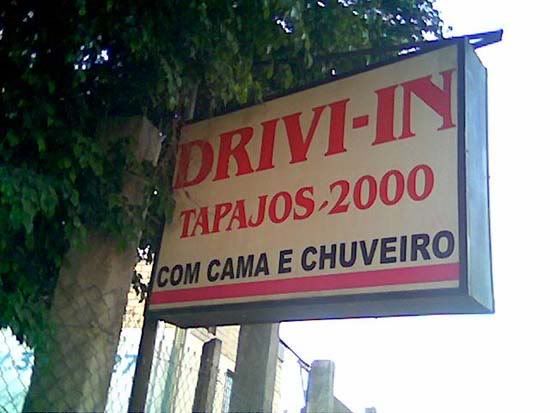 DRIVI-IN
TAPAJOS-2000
COM CAMA E CHUVEIRO